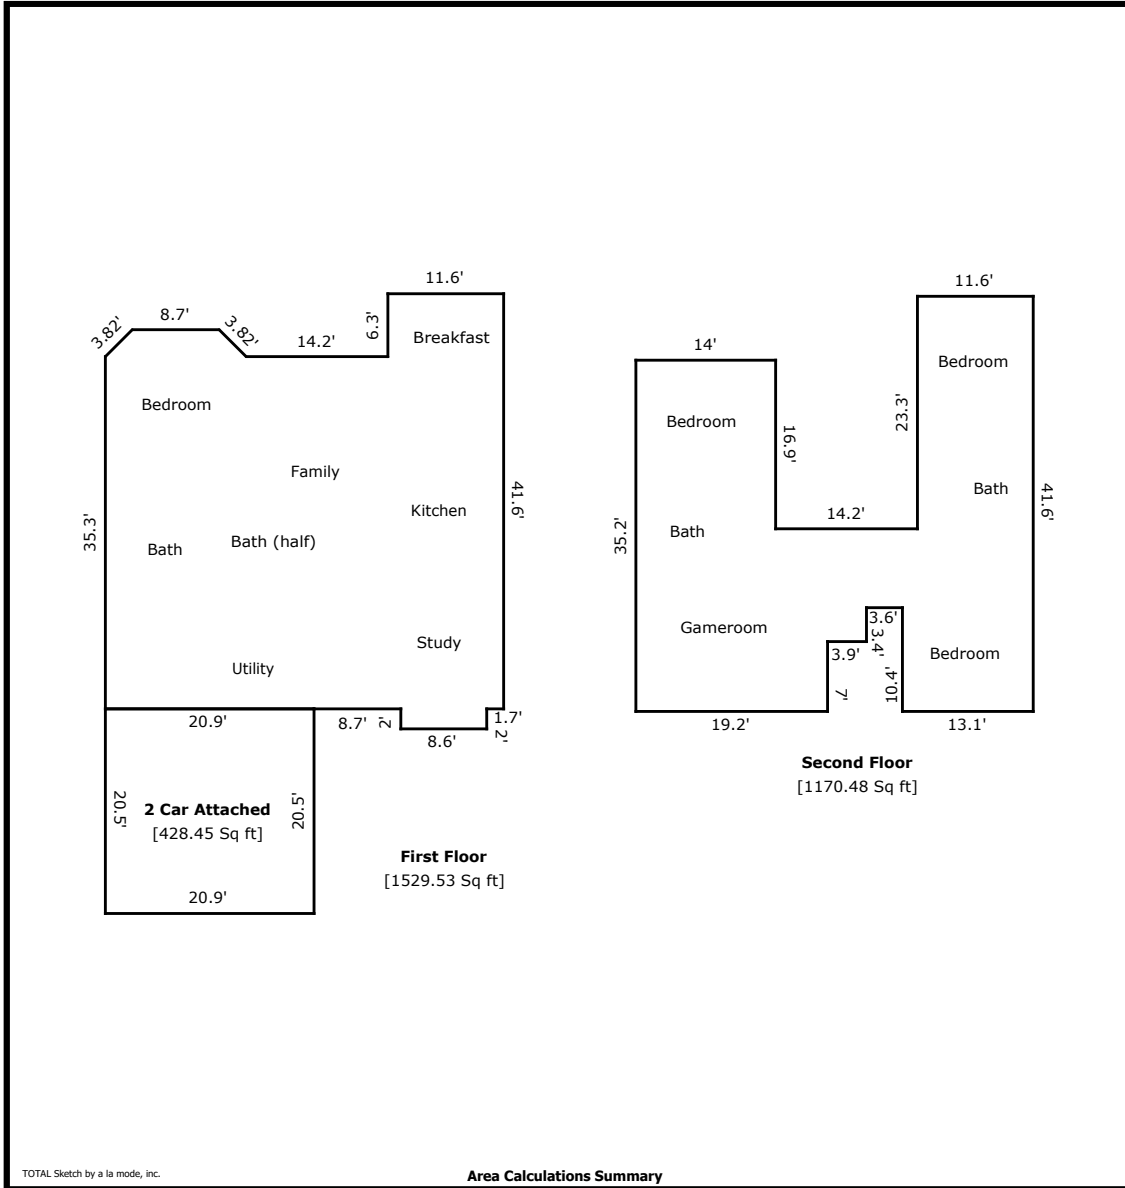 11.6'
8.7'
3.82'
3.82'
14.2'
6.3'
Breakfast
Bedroom
Family
Kitchen
41.6'
35.3'
Bath
Bath (half)
Study
Utility
20.9'
8.7'
2'
8.6'
1.7'
2'
20.5'
20.5'
2 Car Attached
[428.45 Sq ft]
20.9'
First Floor
[1529.53 Sq ft]
11.6'
14'
Bedroom
23.3'
Bedroom
16.9'
Bath
41.6'
14.2'
35.2'
Bath
Gameroom
3.6'
3.4'
3.9'
10.4'
7'
Bedroom
19.2'
13.1'
Second Floor
[1170.48 Sq ft]
TOTAL Sketch by a la mode, inc.
Area Calculations Summary